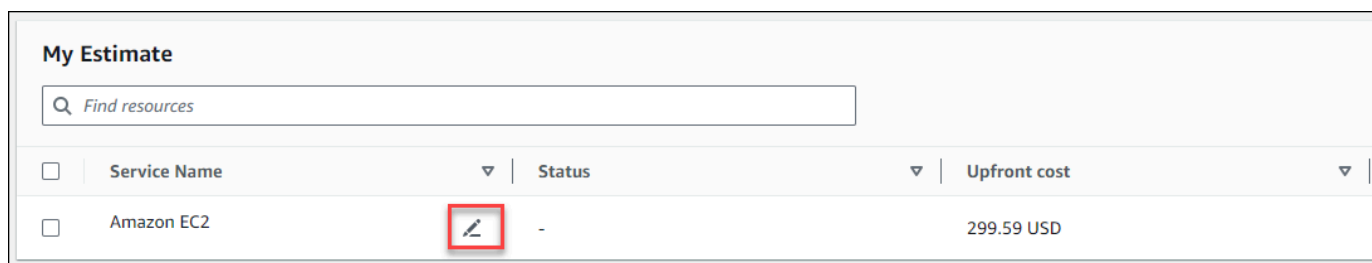 My Estimate
Find resources
Service Name Status Upfront cost
Amazon EC2 - 299.59 USD